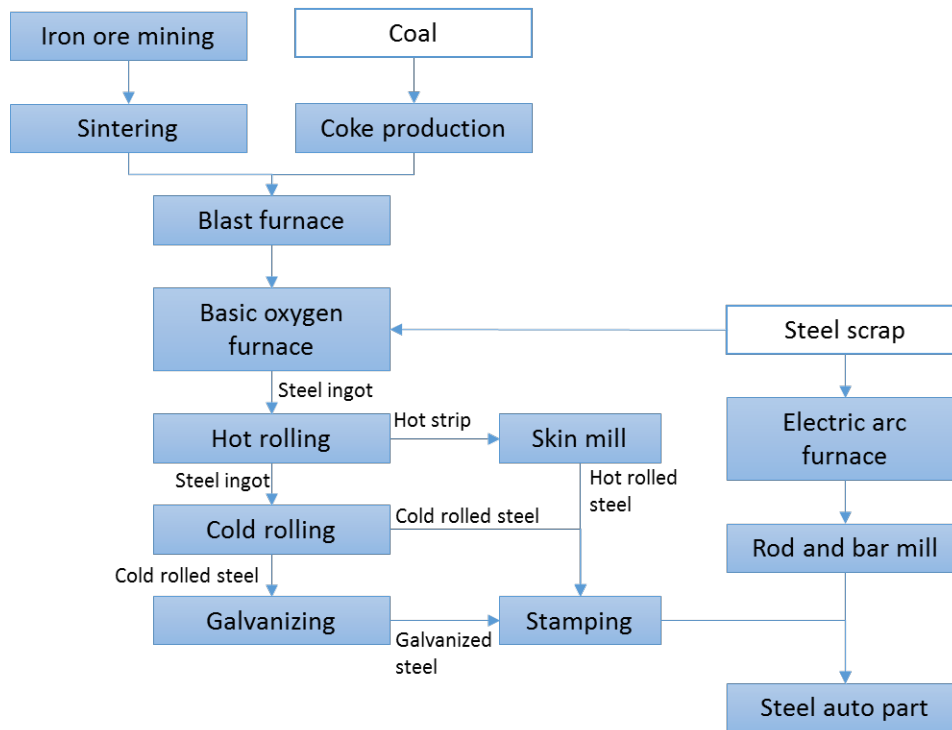 Iron ore mining
Coal
Sintering
Coke production
Blast furnace
Basic oxygen
furnace
Steel scrap
Steel ingot
Hot strip
Hot rolling
Skin mill
Electric arc
furnace
Steel ingot
Hot rolled
steel
Cold rolled steel
Cold rolling
Rod and bar mill
Cold rolled steel
Galvanizing
Stamping
Galvanized
steel
Steel auto part